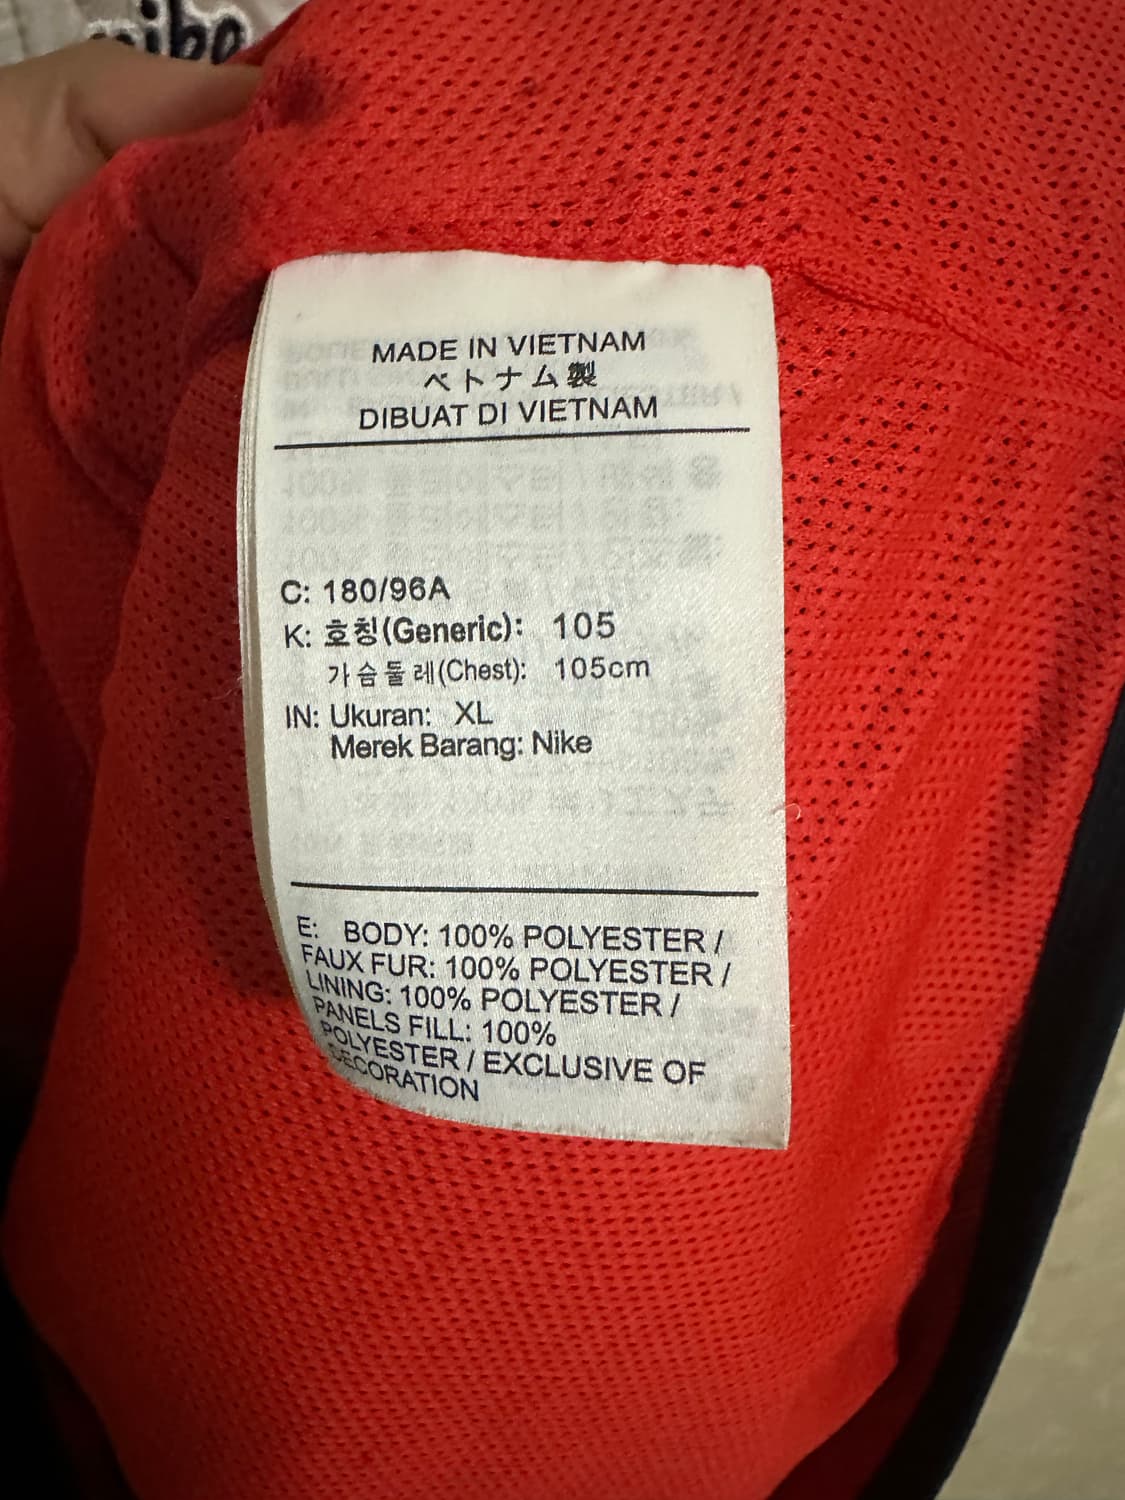 MADE IN VIETNAM
ベトナム製
DIBUAT DI VIETNAM
C: 180/96A
K: 호칭(Generic): 105
가슴둘레(Chest): 105cm
IN: Ukuran: XL
Merek Barang: Nike
E: BODY: 100% POLYESTER /
FAUX FUR: 100% POLYESTER /
LINING: 100% POLYESTER /
PANELS FILL: 100%
POLYESTER / EXCLUSIVE OF
DECORATION